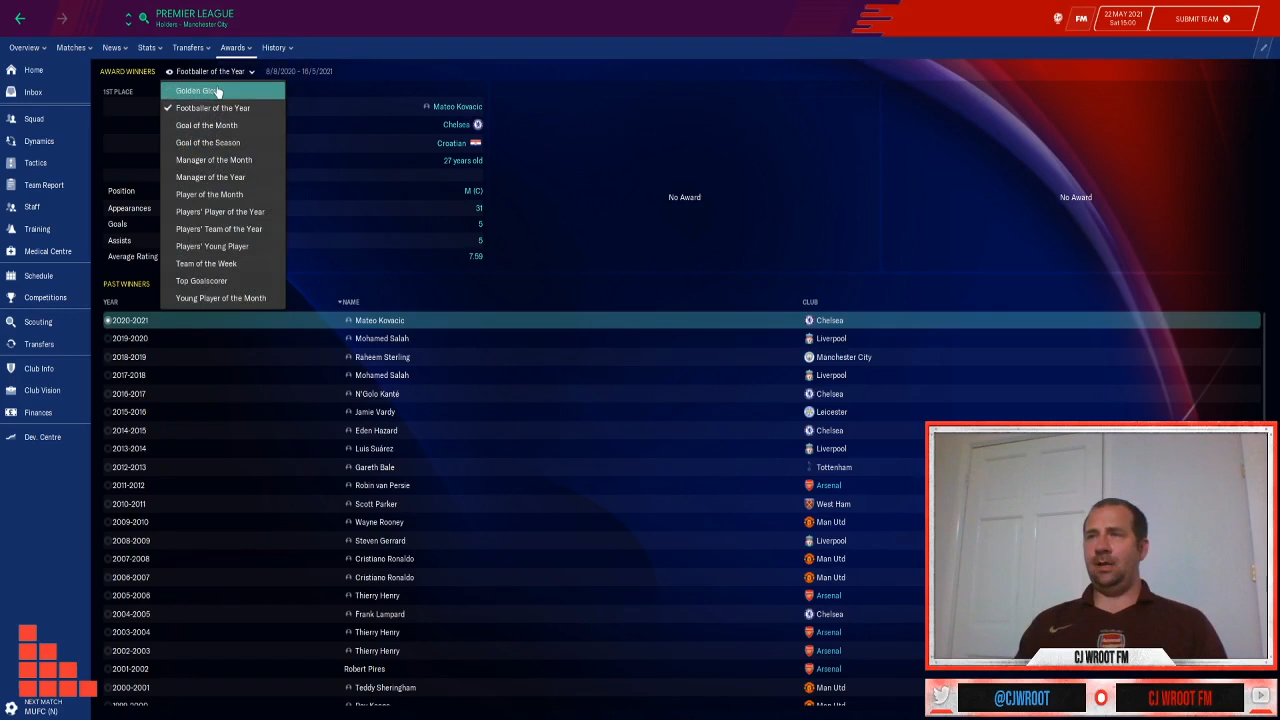 PREMIER LEAGUE
Holders - Manchester City
FM
22 MAY 2021
Sat 15:00
SUBMIT TEAM
Overview
Matches
News
Stats
Transfers
Awards
History
Home
Inbox
Squad
Dynamics
Tactics
Team Report
Staff
Training
Medical Centre
Schedule
Competitions
Scouting
Transfers
Club Info
Club Vision
Finances
Dev. Centre
NEXT MATCH
MUFC (N)
AWARD WINNERS Footballer of the Year 8/8/2020 - 16/5/2021
1ST PLACE
Golden
Footballer of the Year
Goal of the Month
Goal of the Season
Manager of the Month
Manager of the Year
Player of the Month
Players' Player of the Year
Players' Team of the Year
Players' Young Player
Team of the Week
Top Goalscorer
Young Player of the Month
Mateo Kovacic
Chelsea
Croatian
27 years old
Position M (C)
Appearances 31
Goals 5
Assists 5
Average Rating 7.59
No Award
No Award
PAST WINNERS
YEAR NAME CLUB
2020-2021 Mateo Kovacic Chelsea
2019-2020 Mohamed Salah Liverpool
2018-2019 Raheem Sterling Manchester City
2017-2018 Mohamed Salah Liverpool
2016-2017 N'Golo Kanté Chelsea
2015-2016 Jamie Vardy Leicester
2014-2015 Eden Hazard Chelsea
2013-2014 Luis Suárez Liverpool
2012-2013 Gareth Bale Tottenham
2011-2012 Robin van Persie Arsenal
2010-2011 Scott Parker West Ham
2009-2010 Wayne Rooney Man Utd
2008-2009 Steven Gerrard Liverpool
2007-2008 Cristiano Ronaldo Man Utd
2006-2007 Cristiano Ronaldo Man Utd
2005-2006 Thierry Henry Arsenal
2004-2005 Frank Lampard Chelsea
2003-2004 Thierry Henry Arsenal
2002-2003 Thierry Henry Arsenal
2001-2002 Robert Pires Arsenal
2000-2001 Teddy Sheringham Man Utd
CJ WROOT FM
@CJWROOT
CJ WROOT FM